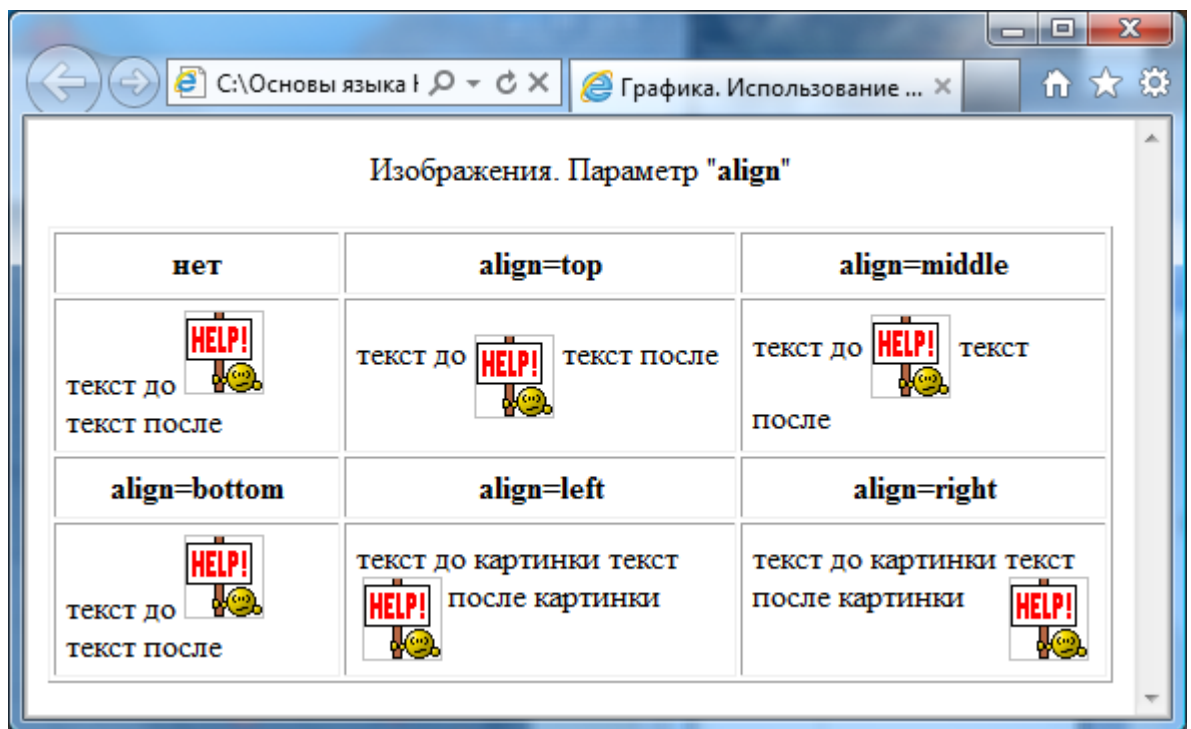 C:\Основы языка
Графика. Использование ...
Изображения. Параметр "align"
нет
align=top
align=middle
текст до HELP!
текст после
текст до HELP! текст после
текст до HELP! текст
после
align=bottom
align=left
align=right
текст до HELP!
текст после
текст до картинки текст
HELP! после картинки
текст до картинки текст
после картинки HELP!